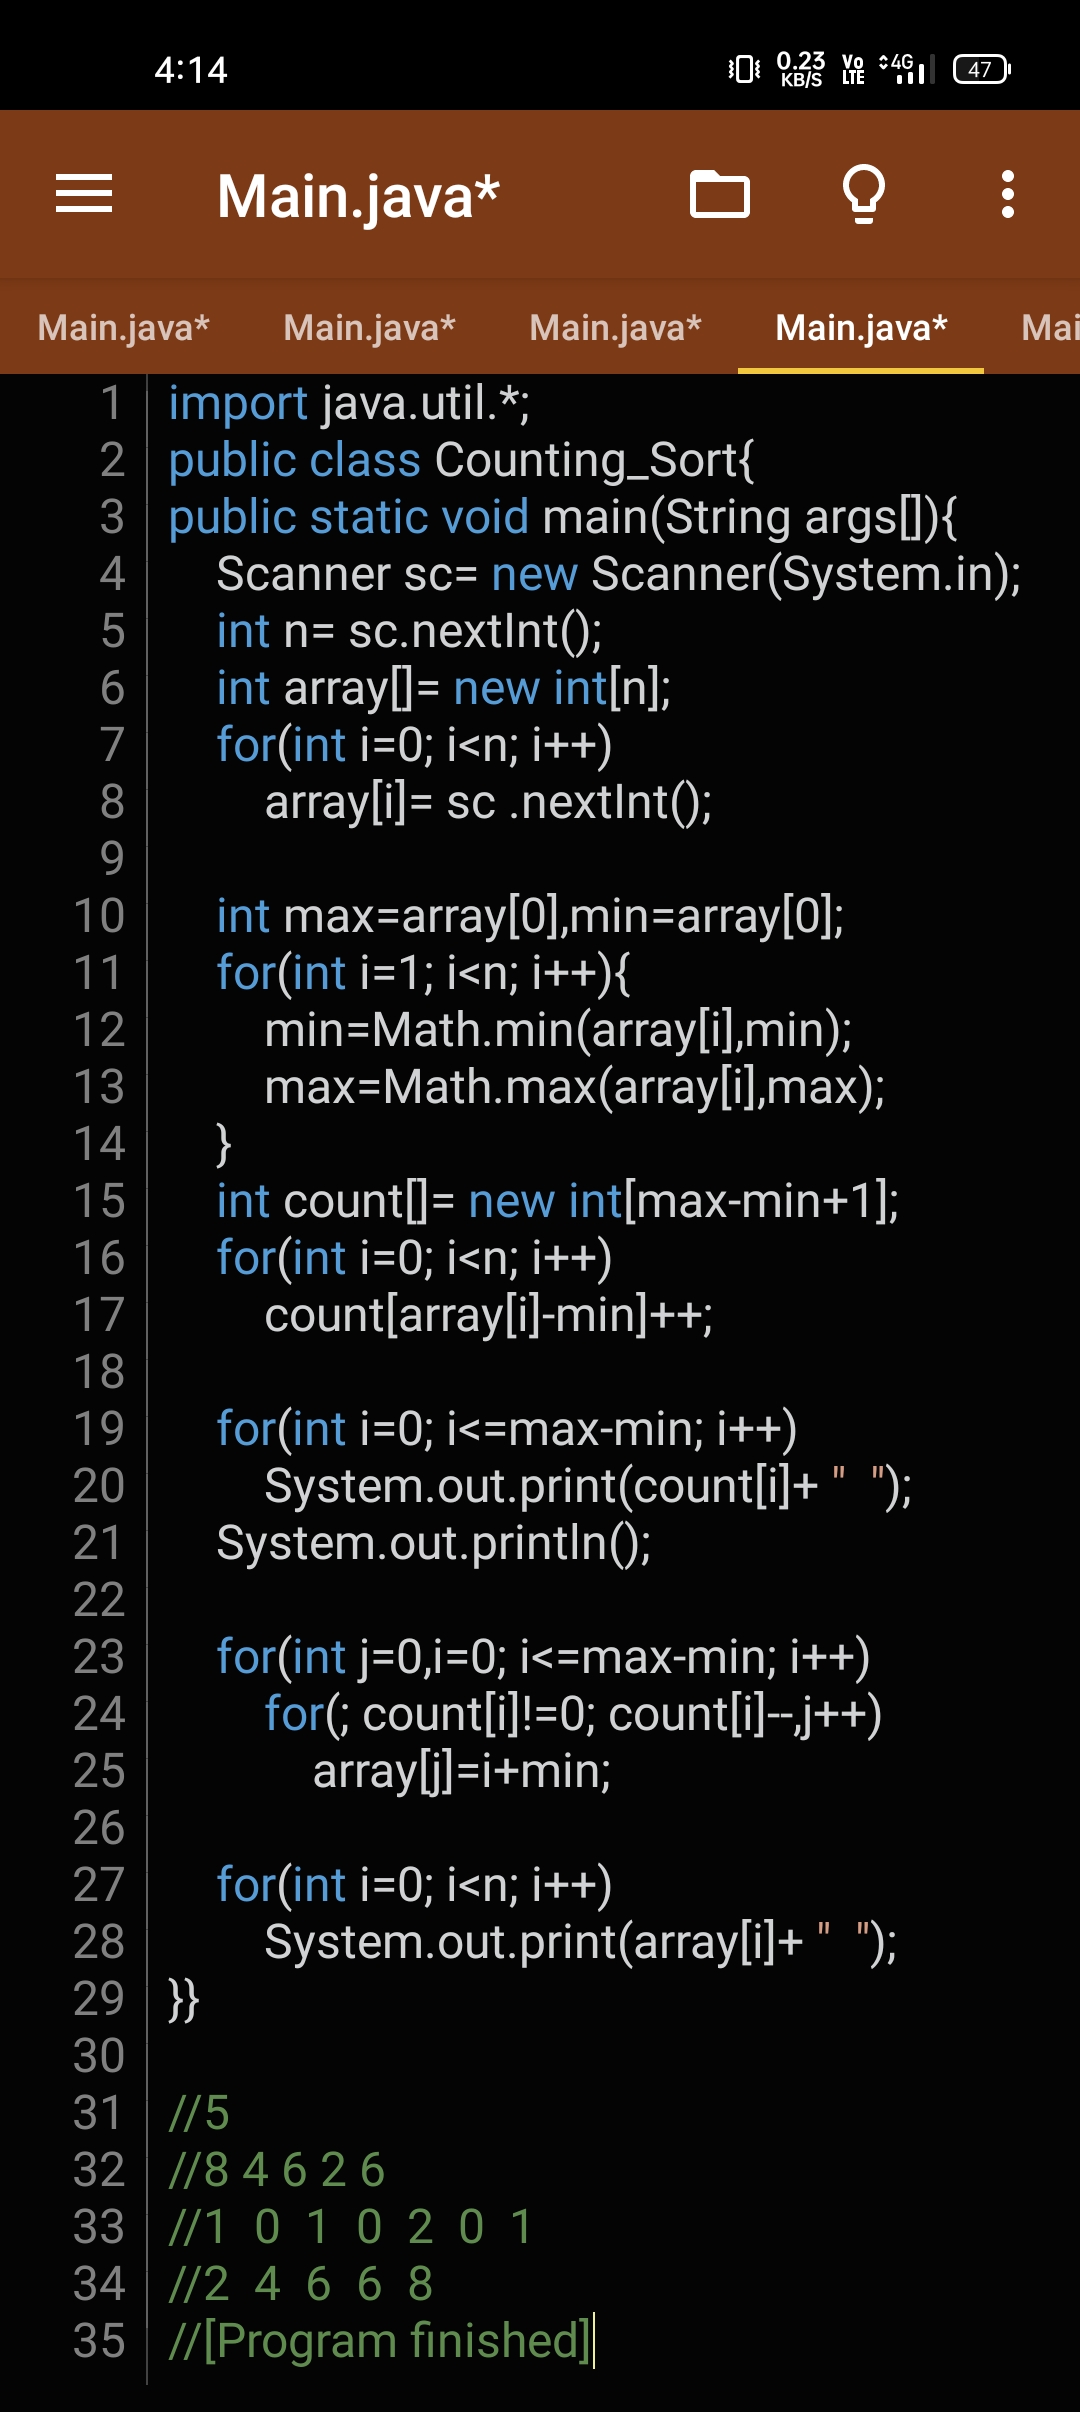 4:14 0.23 KB/S Vo LTE 4G 47
Main.java*
Main.java* Main.java* Main.java* Main.java* Mai
1 import java.util.*;
2 public class Counting_Sort{
3 public static void main(String args[]){
4 Scanner sc= new Scanner(System.in);
5 int n= sc.nextInt();
6 int array[]= new int[n];
7 for(int i=0; i<n; i++)
8 array[i]= sc .nextInt();
9
10 int max=array[0],min=array[0];
11 for(int i=1; i<n; i++){
12 min=Math.min(array[i],min);
13 max=Math.max(array[i],max);
14 }
15 int count[]= new int[max-min+1];
16 for(int i=0; i<n; i++)
17 count[array[i]-min]++;
18
19 for(int i=0; i<=max-min; i++)
20 System.out.print(count[i]+ "  ");
21 System.out.println();
22
23 for(int j=0,i=0; i<=max-min; i++)
24 for(; count[i]!=0; count[i]--,j++)
25 array[j]=i+min;
26
27 for(int i=0; i<n; i++)
28 System.out.print(array[i]+ "  ");
29 }}
30
31 //5
32 //8 4 6 2 6
33 //1  0  1  0  2  0  1
34 //2  4  6  6  8
35 //[Program finished]